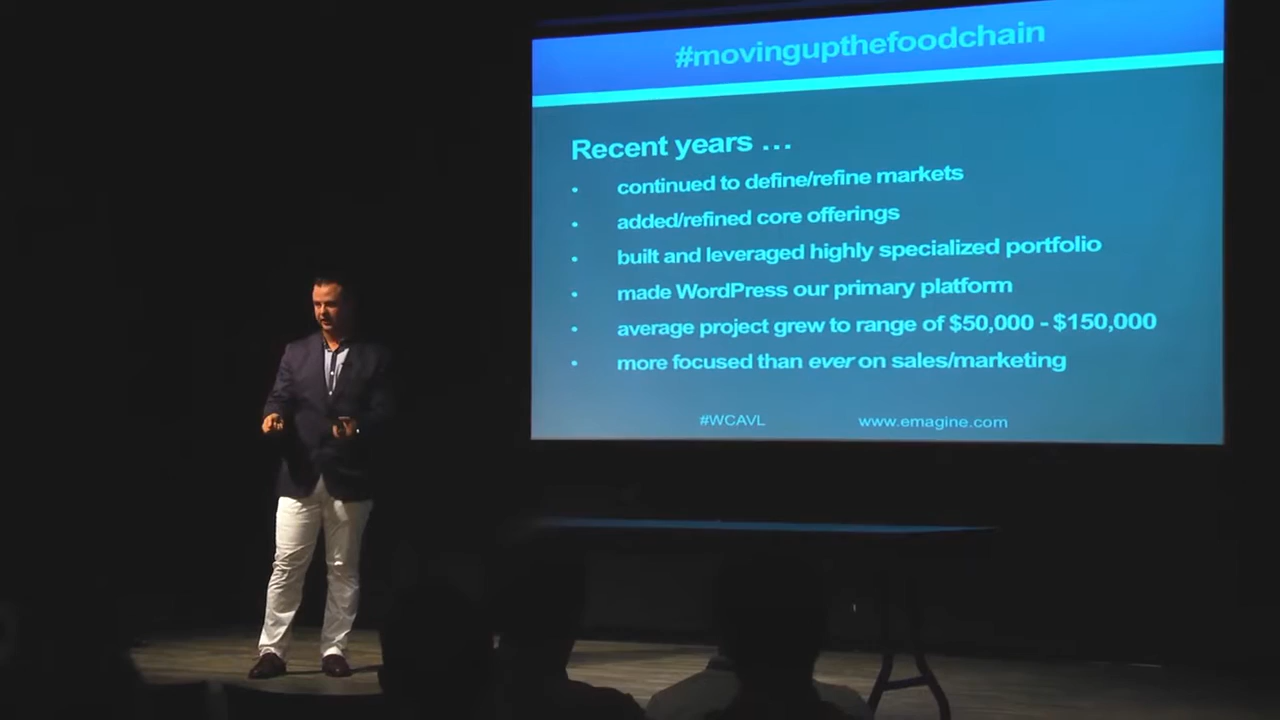 #movingupthefoodchain
Recent years …
• continued to define/refine markets
• added/refined core offerings
• built and leveraged highly specialized portfolio
• made WordPress our primary platform
• average project grew to range of $50,000 - $150,000
• more focused than ever on sales/marketing
#WCAVL www.emagine.com